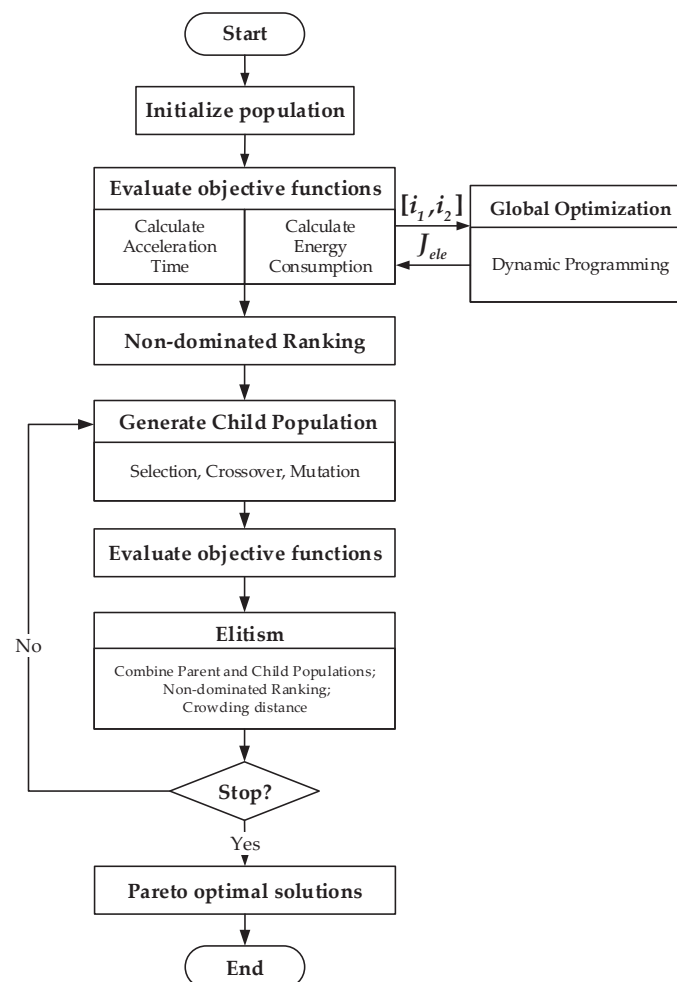 Start
Initialize population
Evaluate objective functions
Calculate
Acceleration
Time
Calculate
Energy
Consumption
[i₁,i₂]
J_ele
Global Optimization
Dynamic Programming
Non-dominated Ranking
Generate Child Population
Selection, Crossover, Mutation
Evaluate objective functions
Elitism
Combine Parent and Child Populations;
Non-dominated Ranking;
Crowding distance
No
Stop?
Yes
Pareto optimal solutions
End